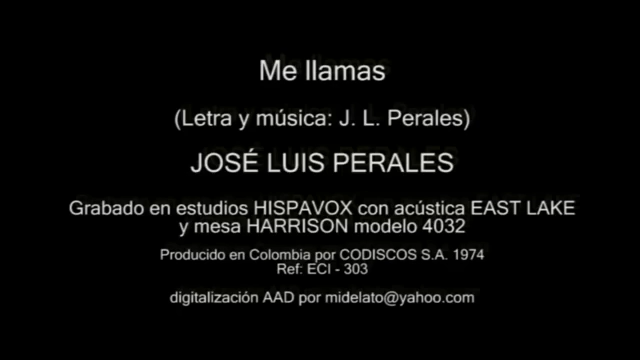 Me llamas
(Letra y música: J. L. Perales)
JOSÉ LUIS PERALES
Grabado en estudios HISPAVOX con acústica EAST LAKE
y mesa HARRISON modelo 4032
Producido en Colombia por CODISCOS S.A. 1974
Ref: ECI - 303
digitalización AAD por midelato@yahoo.com